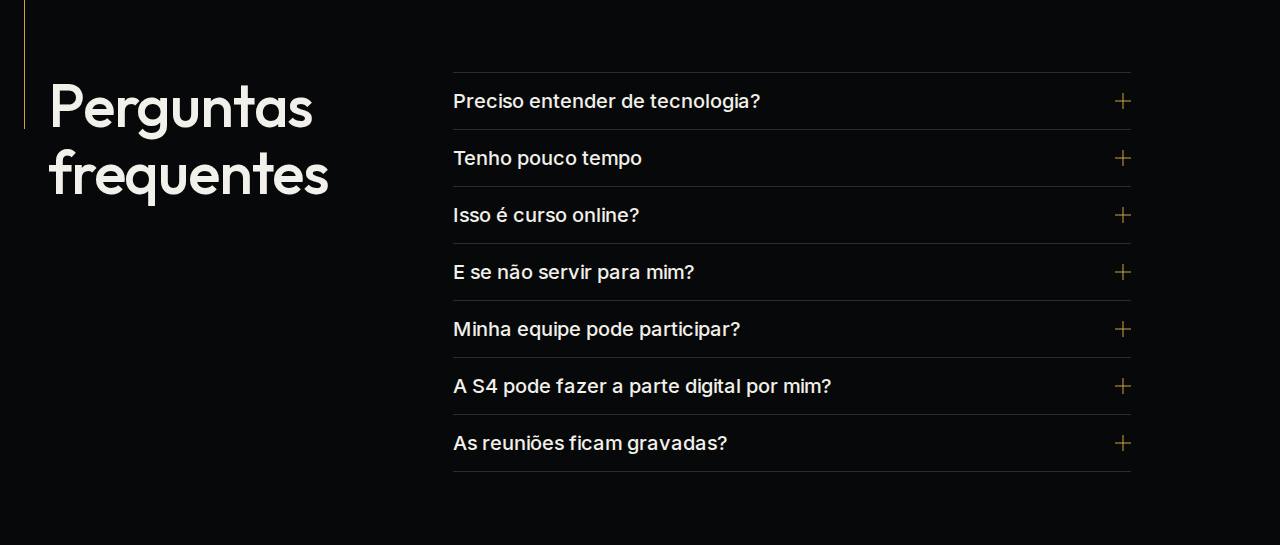 Perguntas
frequentes
Preciso entender de tecnologia?
Tenho pouco tempo
Isso é curso online?
E se não servir para mim?
Minha equipe pode participar?
A S4 pode fazer a parte digital por mim?
As reuniões ficam gravadas?